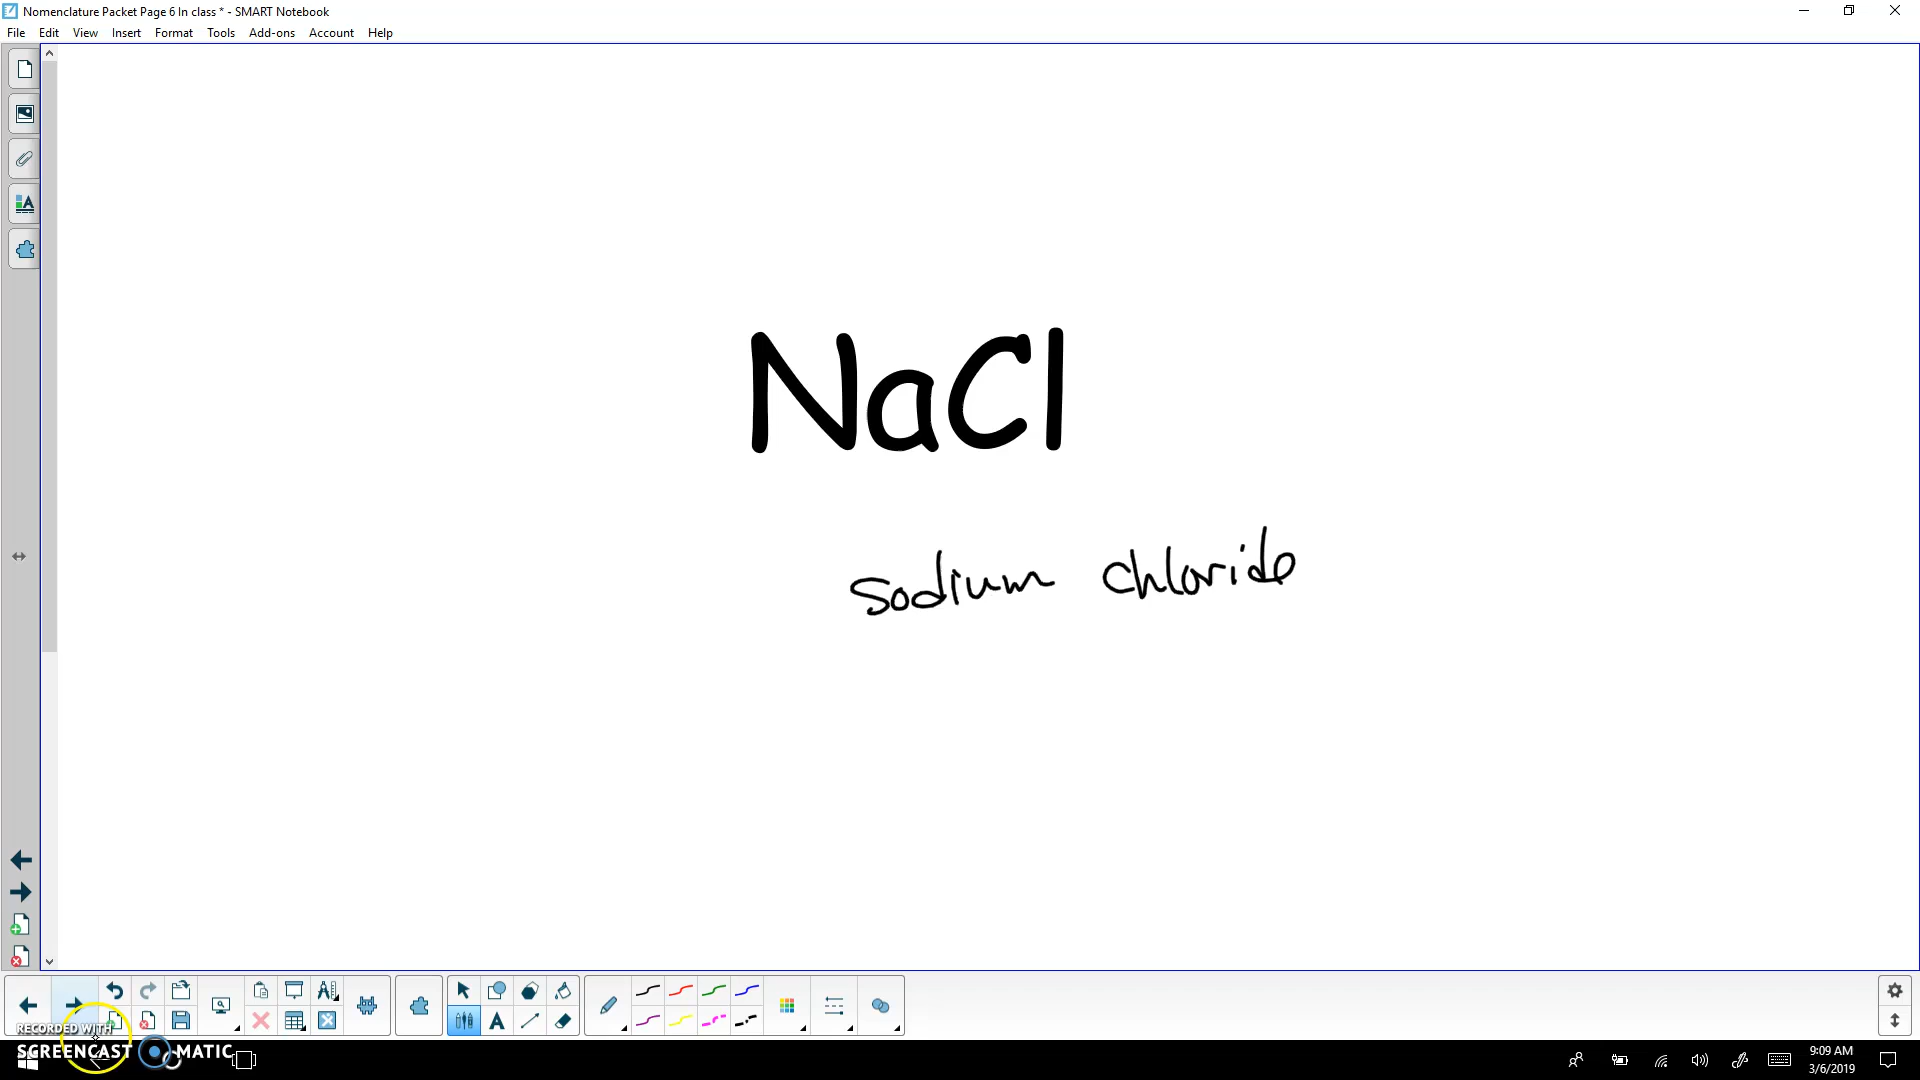 Nomenclature Packet Page 6 In class * - SMART Notebook
File Edit View Insert Format Tools Add-ons Account Help
NaCl
sodium chloride
RECORDED WITH
SCREENCAST MATIC
9:09 AM
3/6/2019